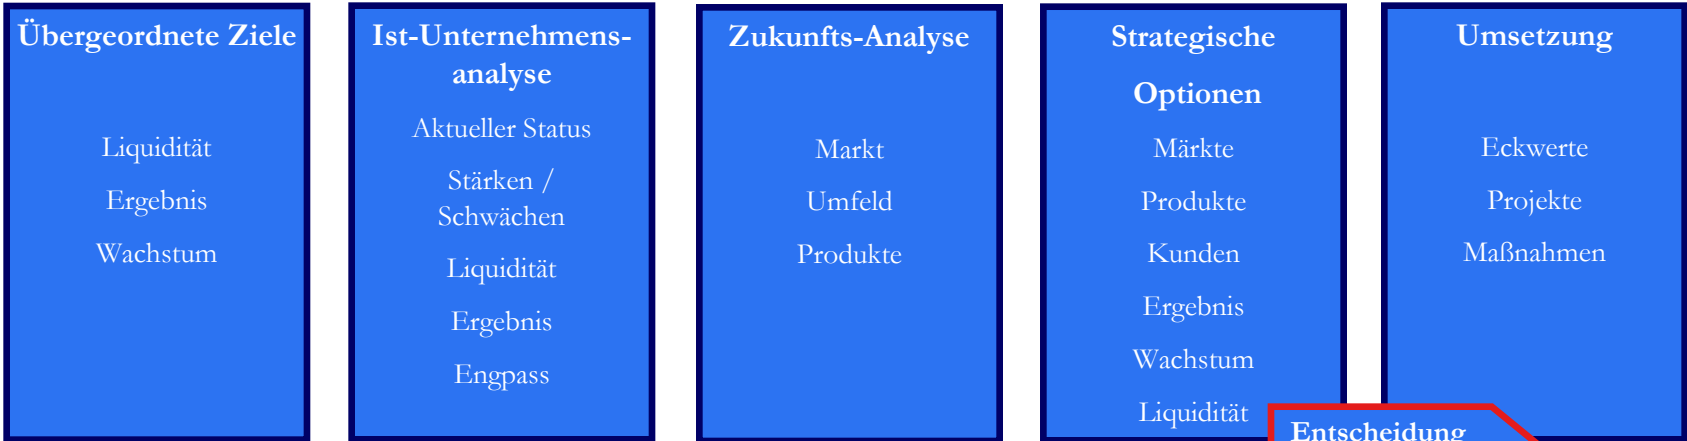 Übergeordnete Ziele
Liquidität
Ergebnis
Wachstum
Ist-Unternehmens-
analyse
Aktueller Status
Stärken /
Schwächen
Liquidität
Ergebnis
Engpass
Zukunfts-Analyse
Markt
Umfeld
Produkte
Strategische
Optionen
Märkte
Produkte
Kunden
Ergebnis
Wachstum
Liquidität
Umsetzung
Eckwerte
Projekte
Maßnahmen
Entscheidung